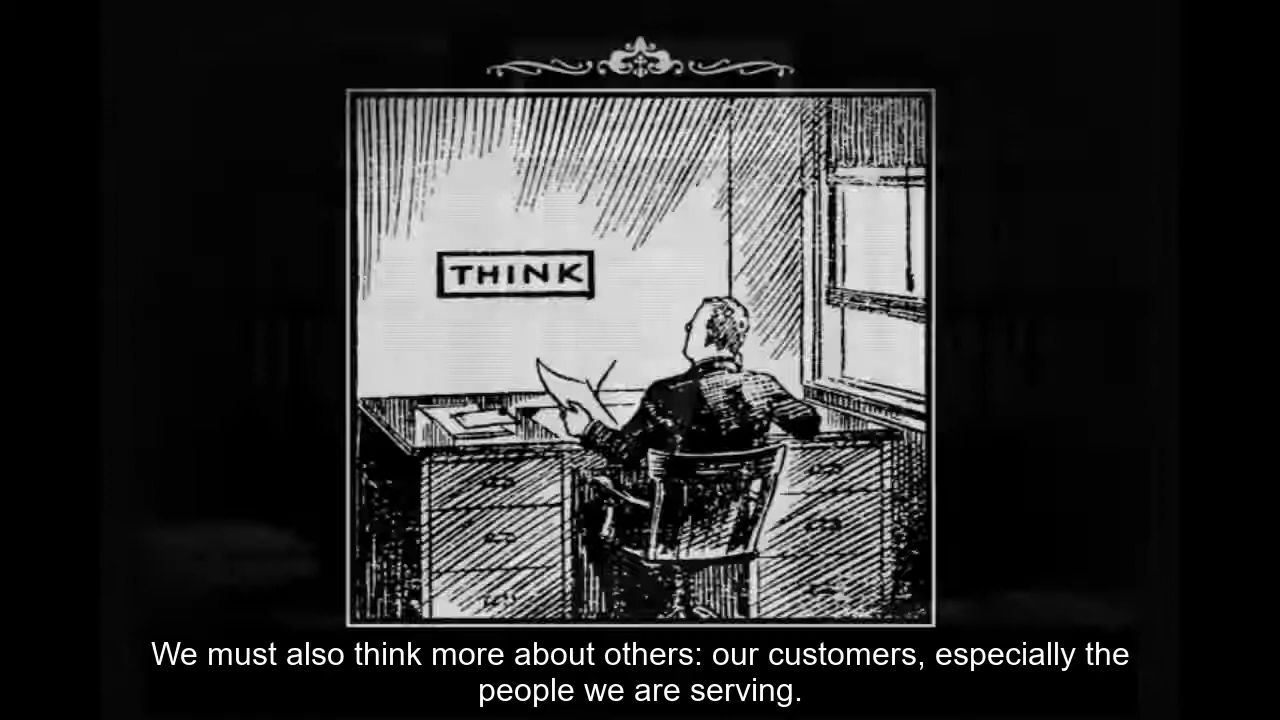 THINK
We must also think more about others: our customers, especially the
people we are serving.